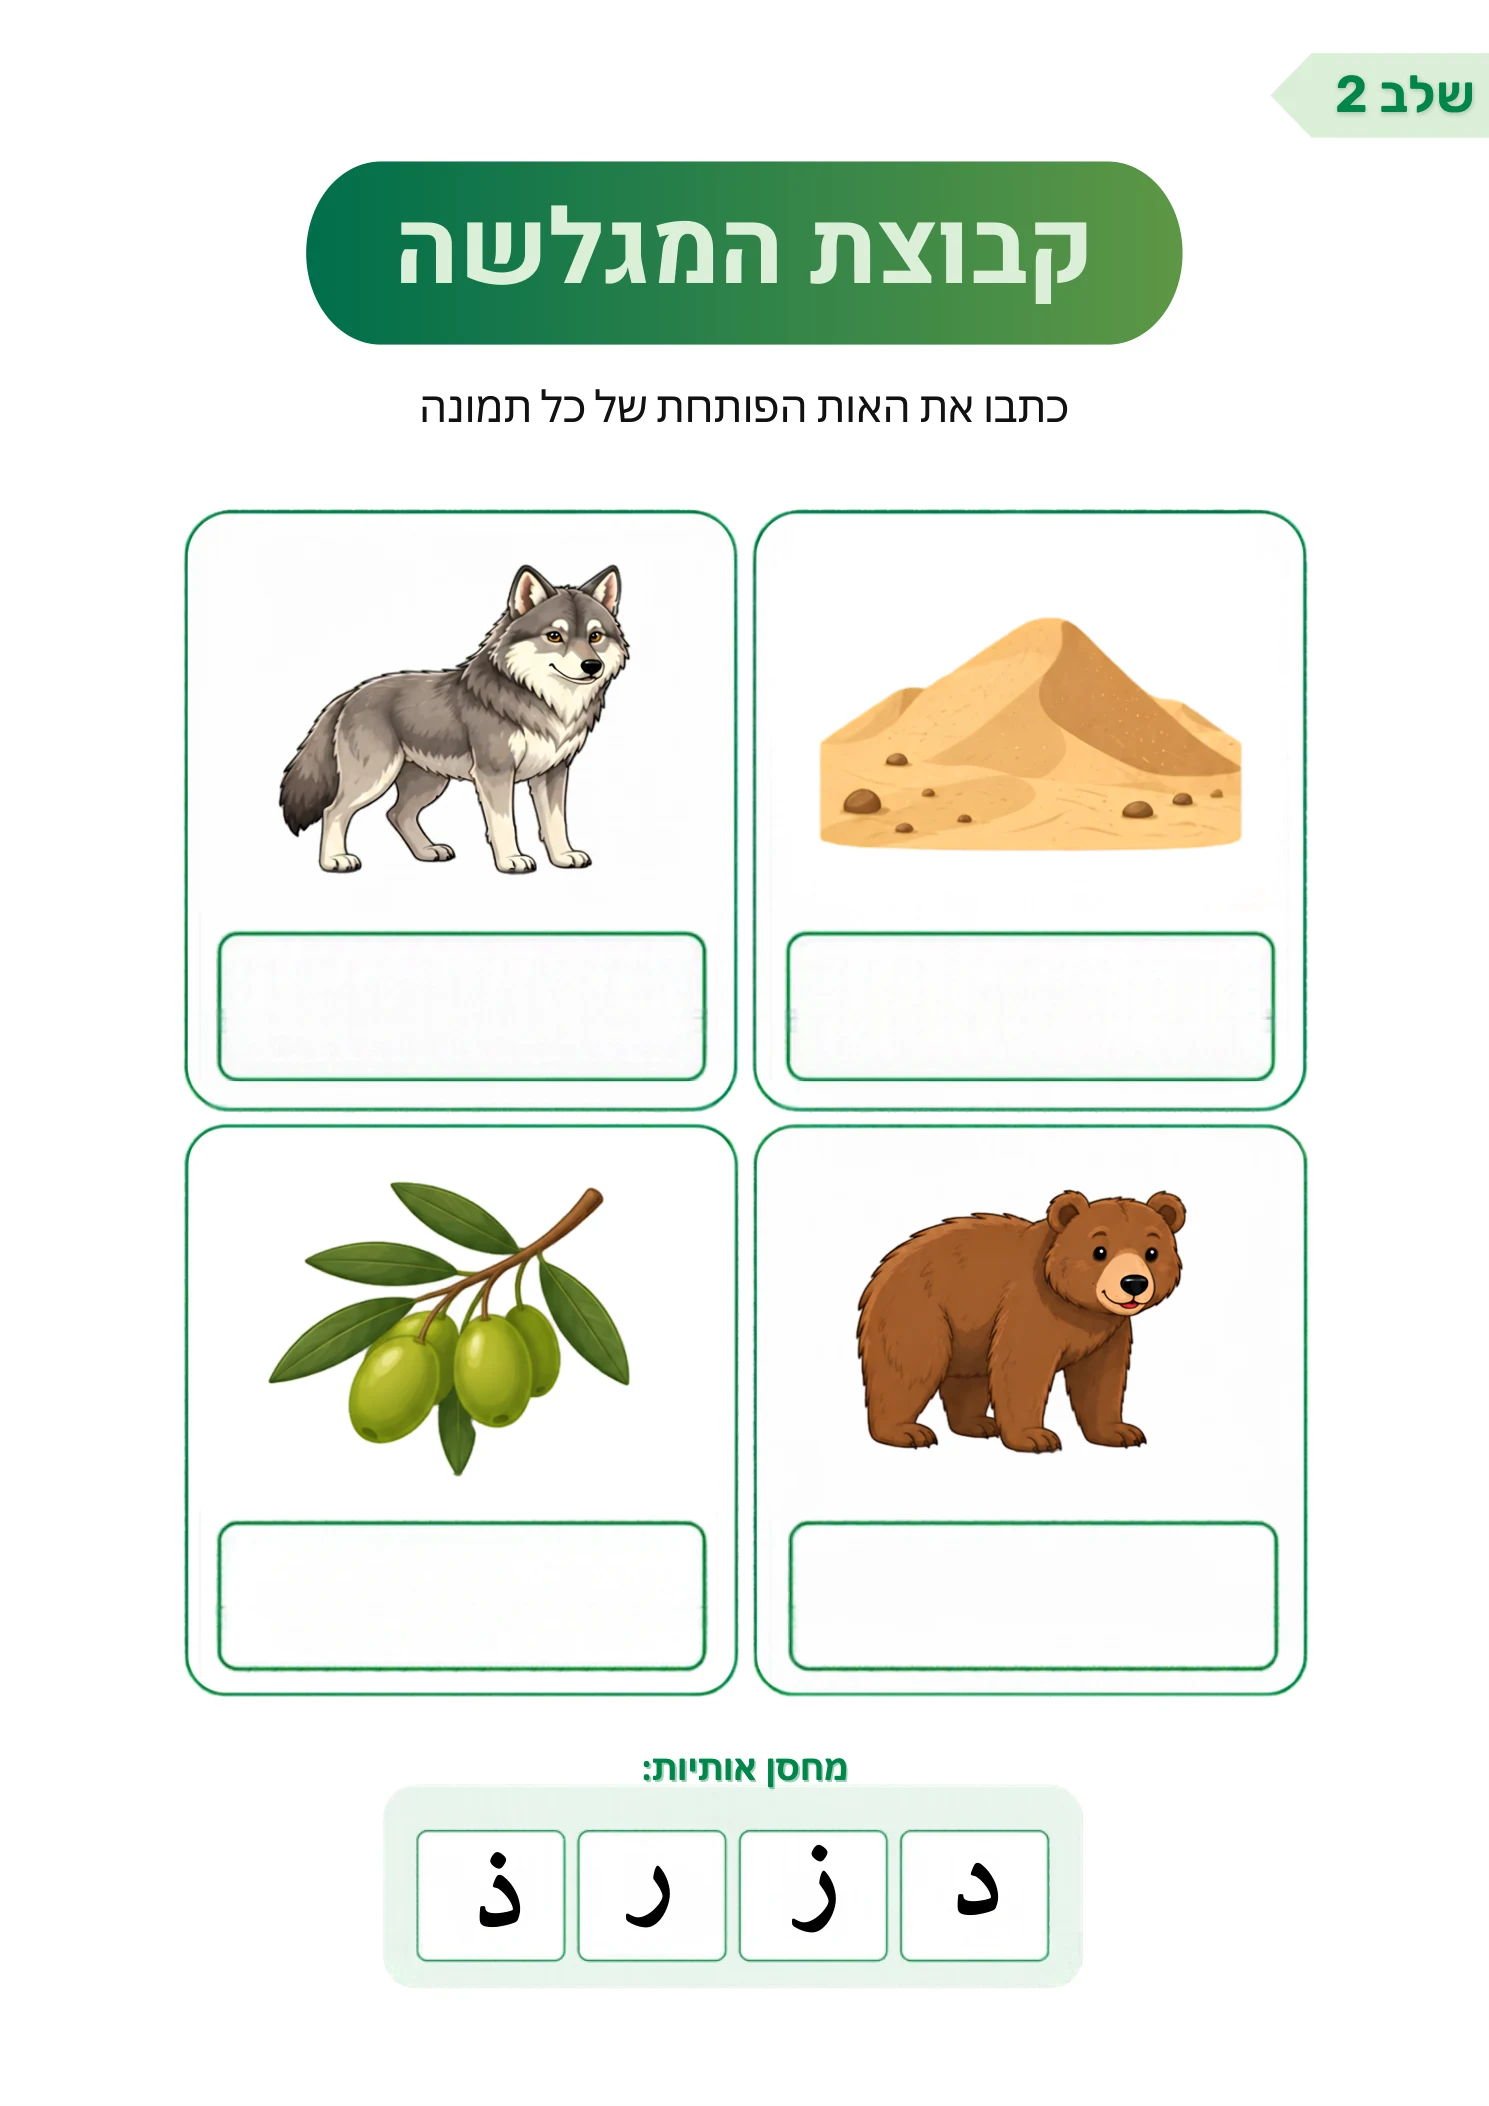 שלב 2
קבוצת המגלשה
כתבו את האות הפותחת של כל תמונה
מחסן אותיות:
د ز ر ذ